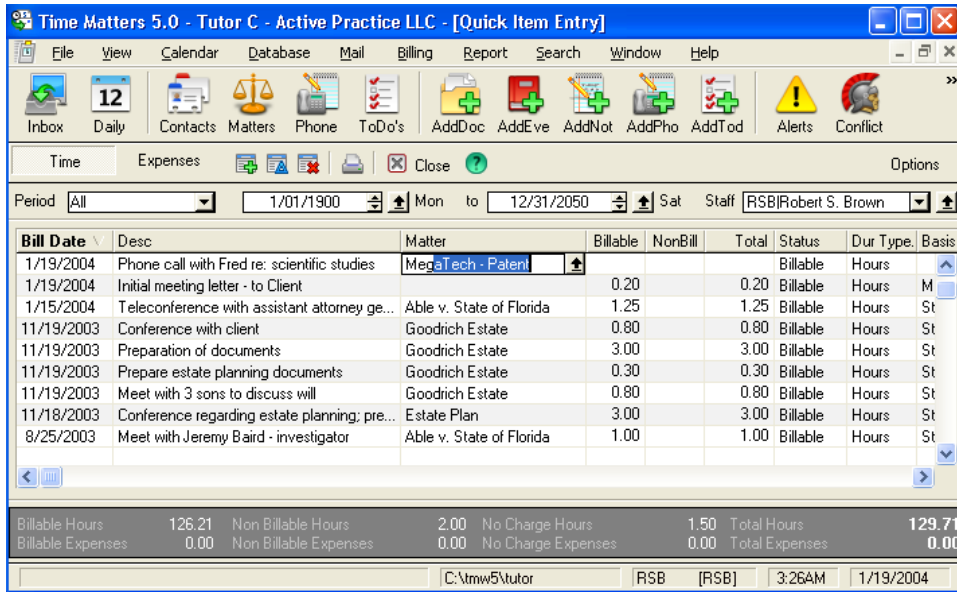 Time Matters 5.0 - Tutor C - Active Practice LLC - [Quick Item Entry]
File View Calendar Database Mail Billing Report Search Window Help
12
Inbox Daily Contacts Matters Phone ToDo's AddDoc AddEve AddNot AddPho AddTod Alerts Conflict
Time Expenses Close ? Options
Period All 1/01/1900 Mon to 12/31/2050 Sat Staff RSB|Robert S. Brown
Bill Date Desc Matter Billable NonBill Total Status Dur Type. Basis
1/19/2004 Phone call with Fred re: scientific studies MegaTech - Patent Billable Hours
1/19/2004 Initial meeting letter - to Client 0.20 0.20 Billable Hours M
1/15/2004 Teleconference with assistant attorney ge... Able v. State of Florida 1.25 1.25 Billable Hours St
11/19/2003 Conference with client Goodrich Estate 0.80 0.80 Billable Hours St
11/19/2003 Preparation of documents Goodrich Estate 3.00 3.00 Billable Hours St
11/19/2003 Prepare estate planning documents Goodrich Estate 0.30 0.30 Billable Hours St
11/19/2003 Meet with 3 sons to discuss will Goodrich Estate 0.80 0.80 Billable Hours St
11/18/2003 Conference regarding estate planning; pre... Estate Plan 3.00 3.00 Billable Hours St
8/25/2003 Meet with Jeremy Baird - investigator Able v. State of Florida 1.00 1.00 Billable Hours St
Billable Hours 126.21 Non Billable Hours 2.00 No Charge Hours 1.50 Total Hours 129.71
Billable Expenses 0.00 Non Billable Expenses 0.00 No Charge Expenses 0.00 Total Expenses 0.00
C:\tmw5\tutor RSB [RSB] 3:26AM 1/19/2004